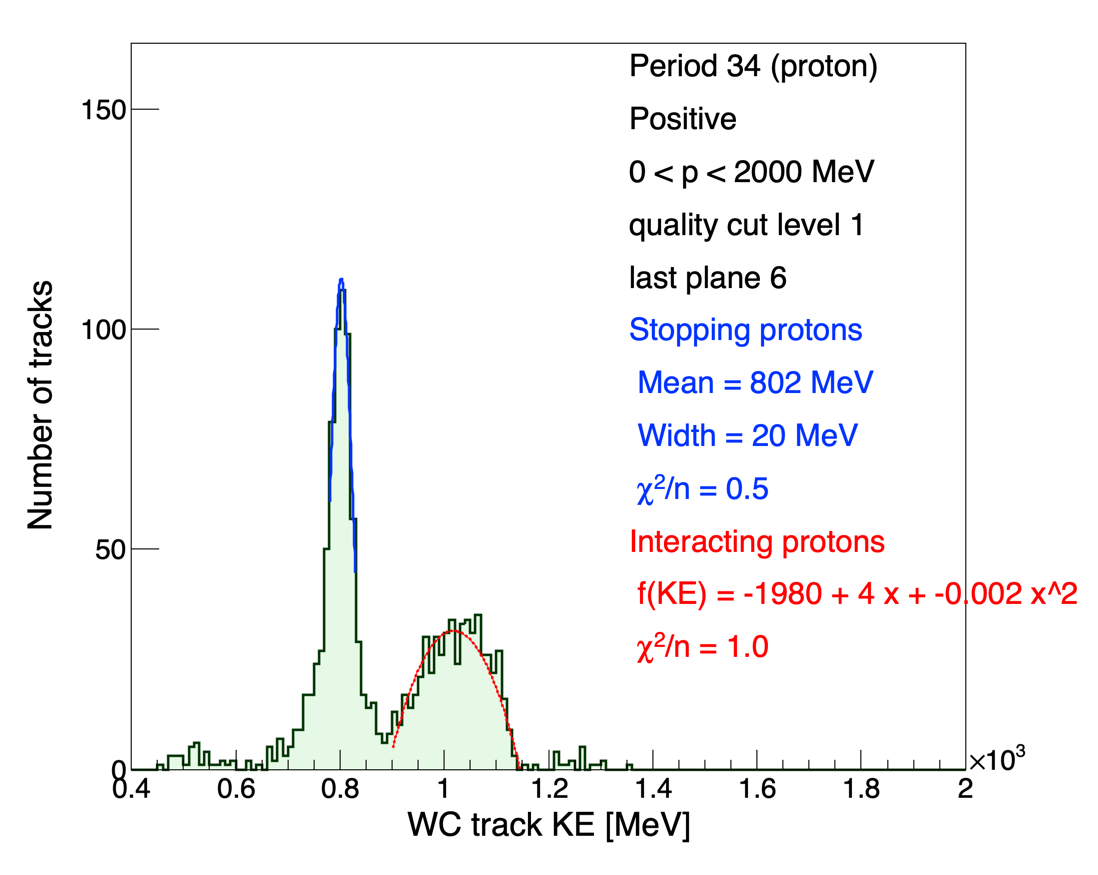 Period 34 (proton)
150
Positive
0 < p < 2000 MeV
quality cut level 1
last plane 6
100
Stopping protons
Mean = 802 MeV
Width = 20 MeV
χ²/n = 0.5
50
Interacting protons
f(KE) = -1980 + 4 x + -0.002 x^2
χ²/n = 1.0
Number of tracks
0
×10³
0.4 0.6 0.8 1 1.2 1.4 1.6 1.8 2
WC track KE [MeV]